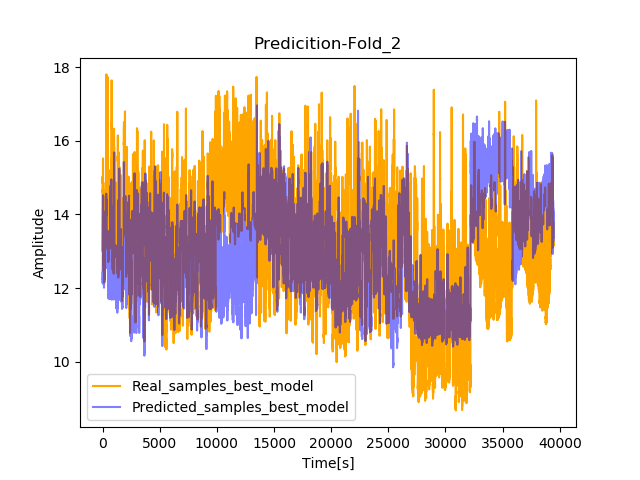 Predicition-Fold_2
18
16
14
12
10
Amplitude
Real_samples_best_model
Predicted_samples_best_model
0 5000 10000 15000 20000 25000 30000 35000 40000
Time[s]